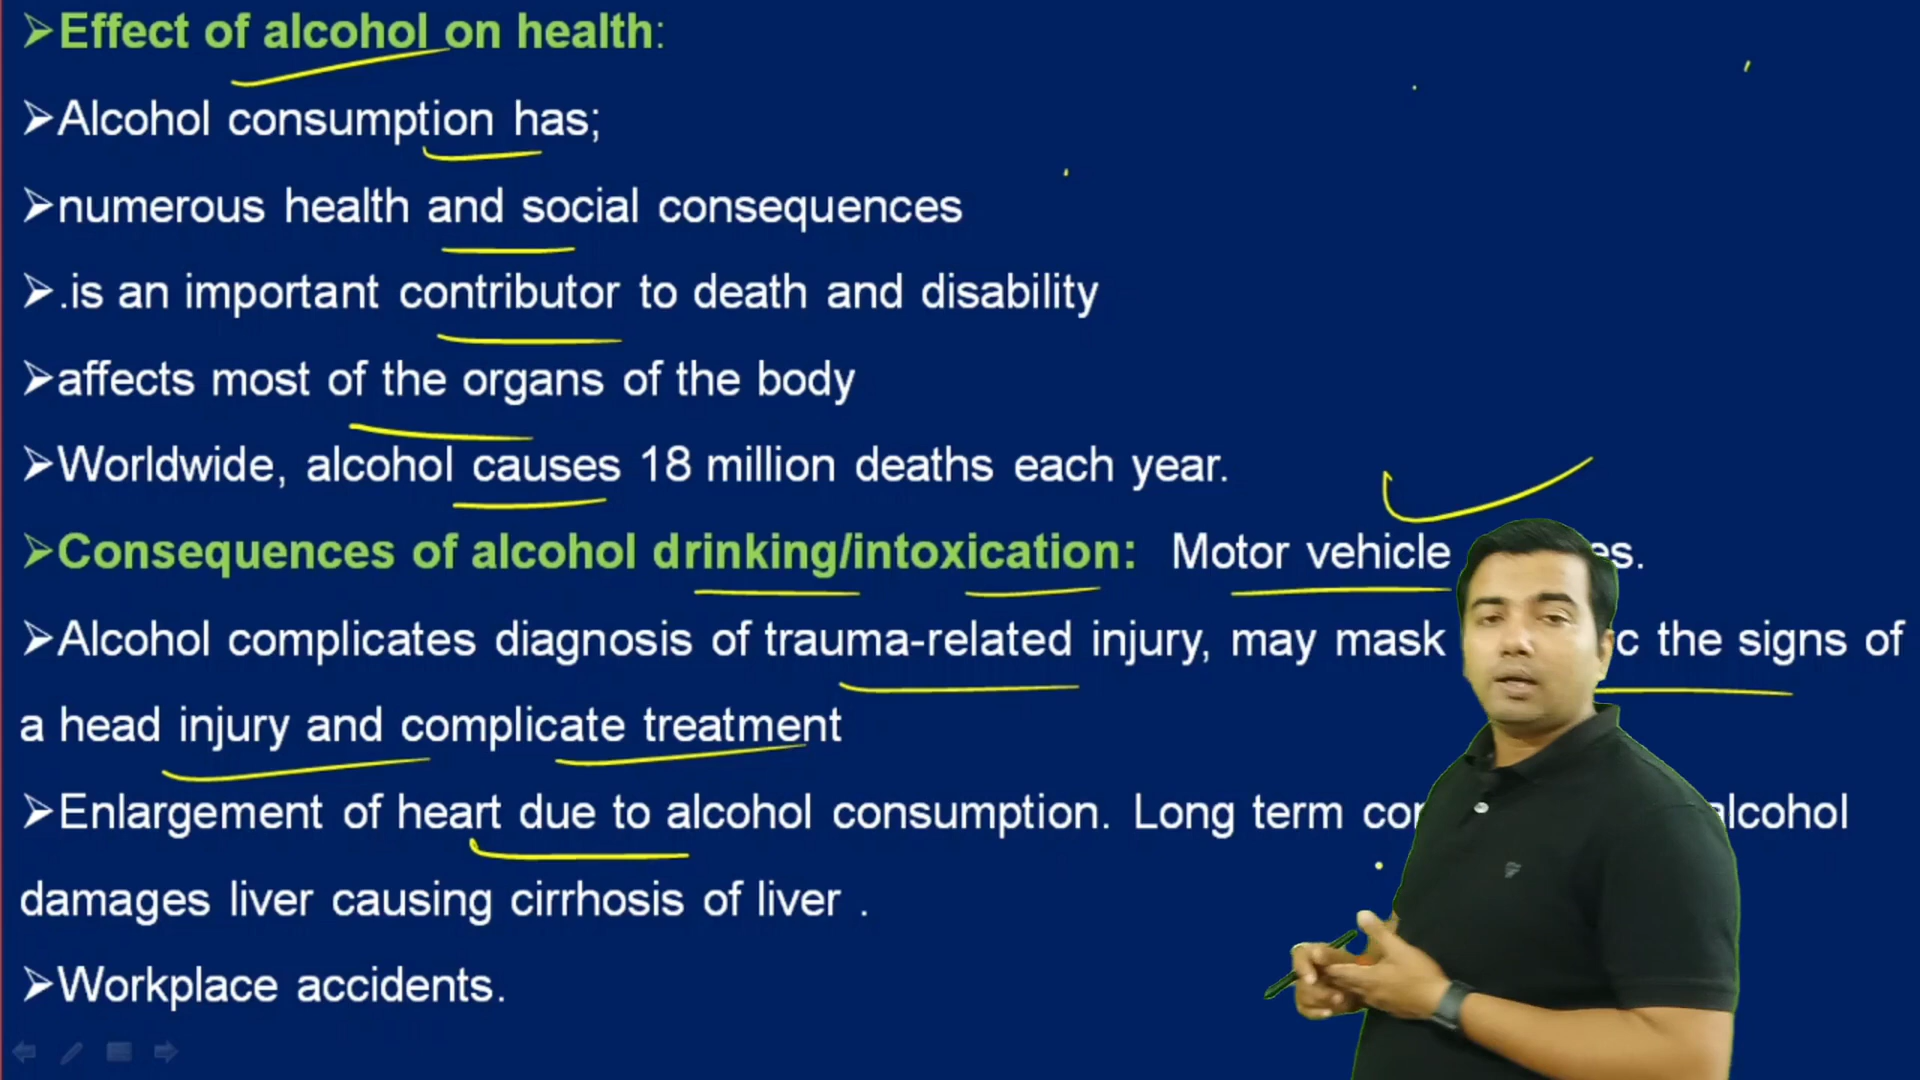 ➢Effect of alcohol on health:
➢Alcohol consumption has;
➢numerous health and social consequences
➢.is an important contributor to death and disability
➢affects most of the organs of the body
➢Worldwide, alcohol causes 18 million deaths each year.
➢Consequences of alcohol drinking/intoxication: Motor vehicle
➢Alcohol complicates diagnosis of trauma-related injury, may mask the signs of
a head injury and complicate treatment
➢Enlargement of heart due to alcohol consumption. Long term alcohol
damages liver causing cirrhosis of liver .
➢Workplace accidents.